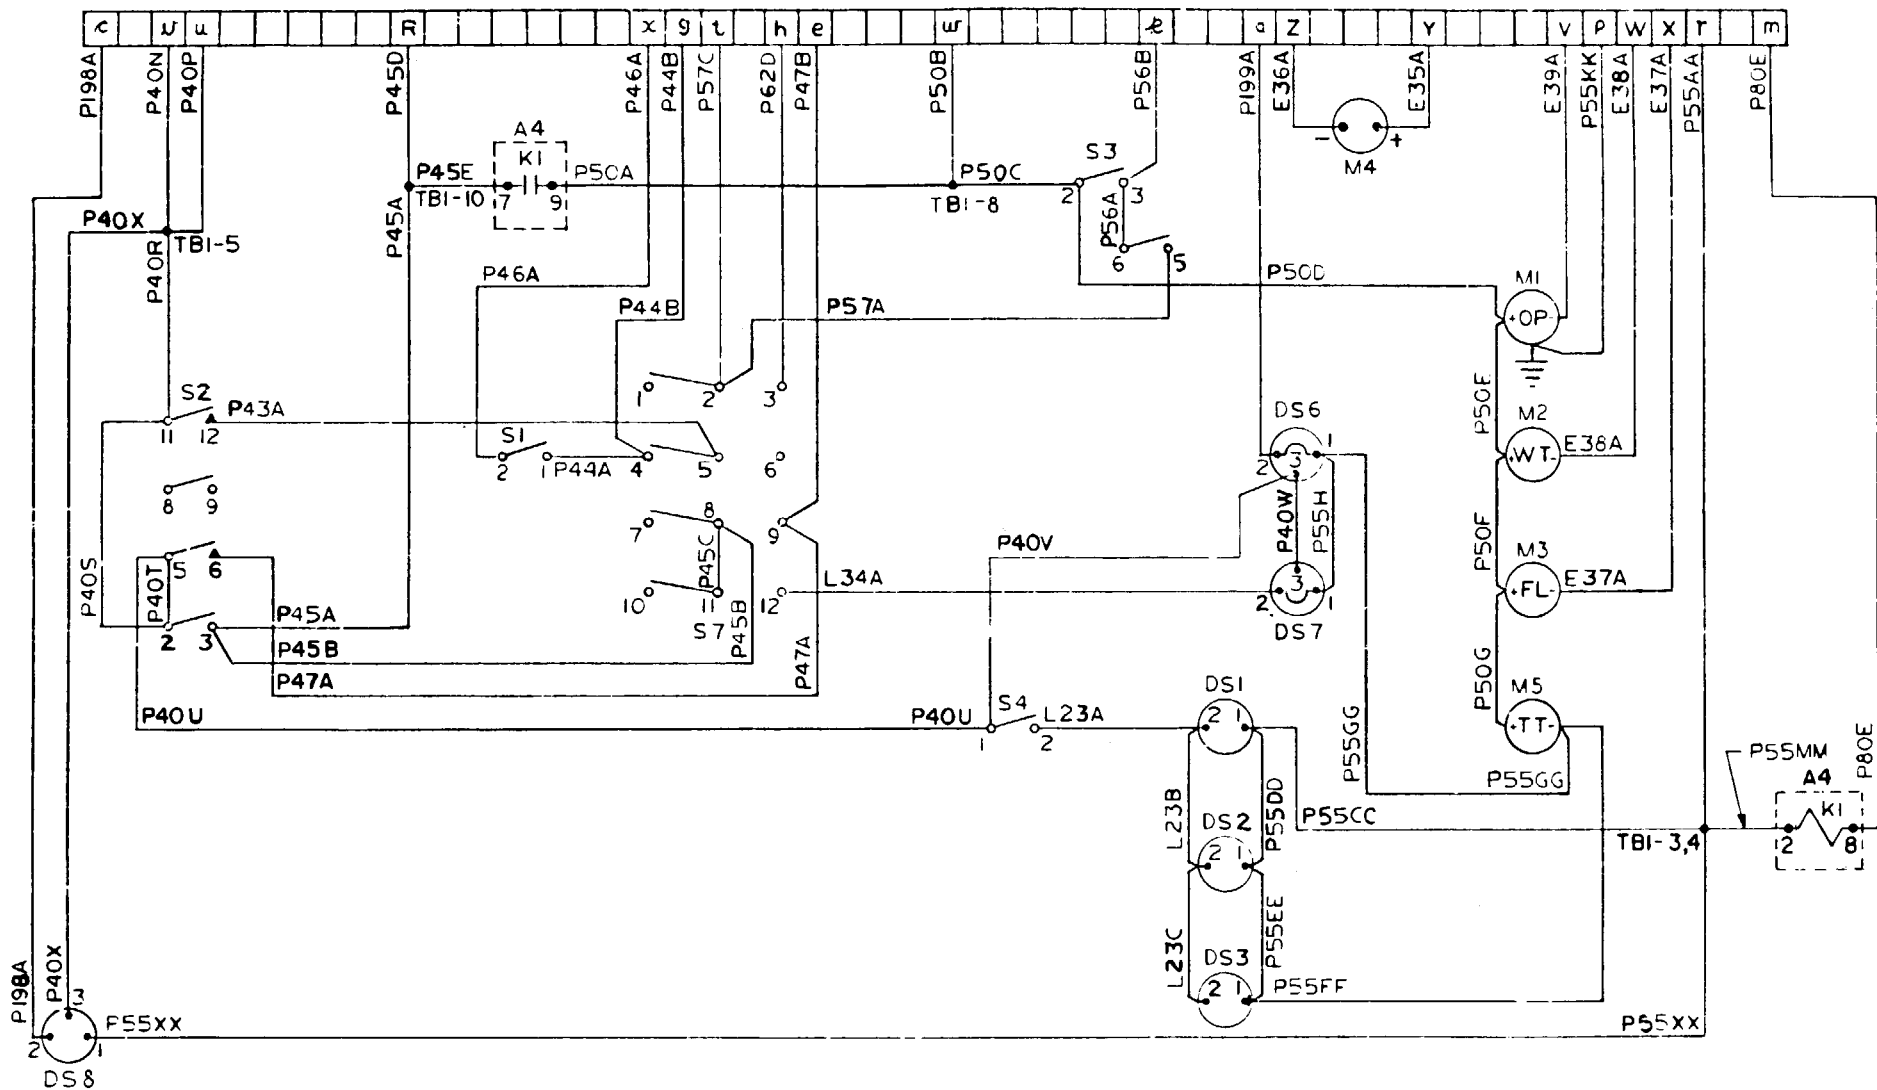 c v u R x g t h e w k a Z Y V P W X r m
P198A P40N P40P P45D P46A P44B P57C P62D P47B P50B P56B P199A E36A E35A E39A P55KK E38A E37A P55AA P80E
A4
K1
7 9
P45E
TB1-10
P50A
P50C
TB1-8
S3
2 3
P56A
6 5
- +
M4
P40X
TB1-5
P40R
P45A
P46A
P44B
P57A
P50D
M1
+OP-
P50E
S2
11 12
P43A
8 9
5 6
2 3
P40S
P40T
S1
2 1
P44A
1 2 3
4 5 6
7 8 9
10 11 12
P45C
S7
P45B
P47A
P45A
P45B
P47A
P40U
P40U
P40V
L34A
DS6
2 3 1
P40W
P55H
2 3 1
DS7
M2
+WT-
E38A
P50F
M3
+FL-
E37A
P50G
M5
+TT-
P55GG
P55GG
S4
1 2
L23A
DS1
2 1
L23B
P55DD
DS2
2 1
L23C
P55EE
DS3
2 1
P55CC
P55FF
P55MM
A4
K1
2 8
P80E
TB1-3,4
P198A
P40X
3
2 1
DS8
P55XX
P55XX